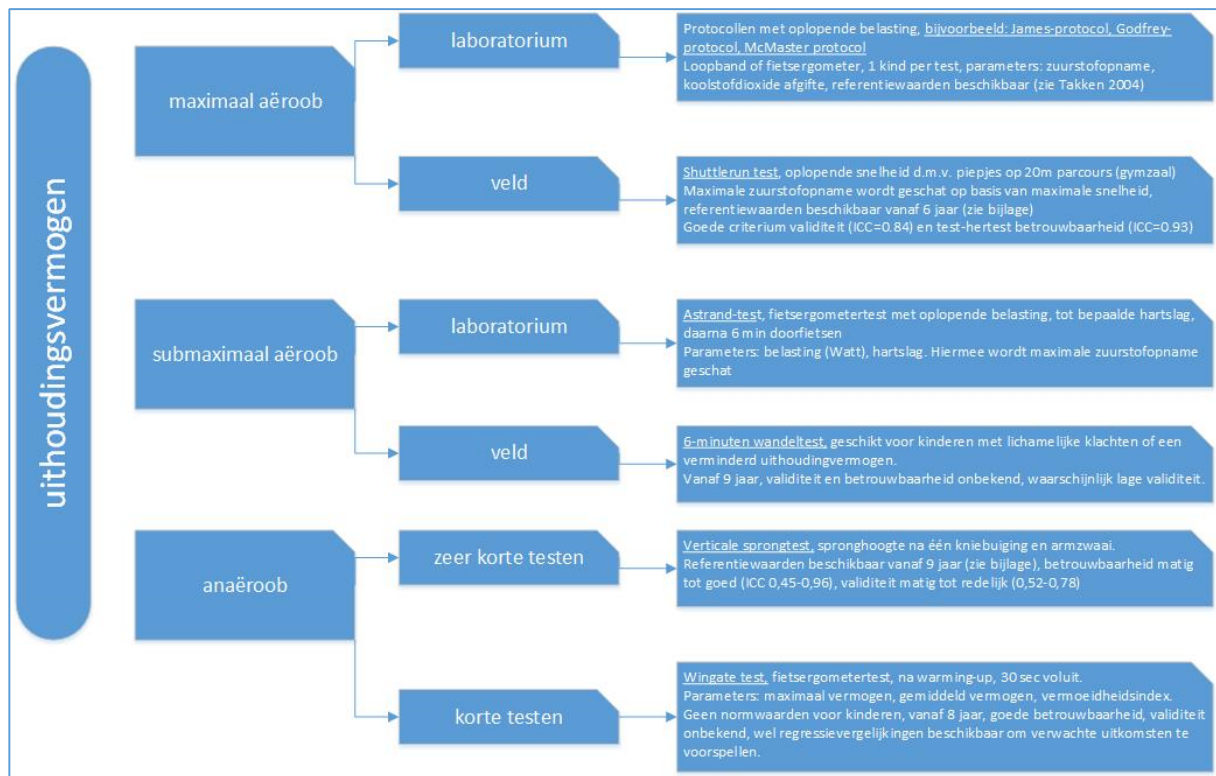 uithoudingsvermogen
maximaal aëroob
laboratorium
Protocollen met oplopende belasting, bijvoorbeeld: James-protocol, Godfrey-
protocol, McMaster protocol
Loopband of fietsergometer, 1 kind per test, parameters: zuurstofopname,
koolstofdioxide afgifte, referentiewaarden beschikbaar (zie Takken 2004)
veld
Shuttlerun test, oplopende snelheid d.m.v. piepjes op 20m parcours (gymzaal)
Maximale zuurstofopname wordt geschat op basis van maximale snelheid,
referentiewaarden beschikbaar vanaf 6 jaar (zie bijlage)
Goede criterium validiteit (ICC=0.84) en test-hertest betrouwbaarheid (ICC=0.93)
submaximaal aëroob
laboratorium
Astrand-test, fietsergometertest met oplopende belasting, tot bepaalde hartslag,
daarna 6 min doorfietsen
Parameters: belasting (Watt), hartslag. Hiermee wordt maximale zuurstofopname
geschat
veld
6-minuten wandeltest, geschikt voor kinderen met lichamelijke klachten of een
verminderd uithoudingvermogen.
Vanaf 9 jaar, validiteit en betrouwbaarheid onbekend, waarschijnlijk lage validiteit.
anaëroob
zeer korte testen
Verticale sprongtest, spronghoogte na één kniebuiging en armzwaai.
Referentiewaarden beschikbaar vanaf 9 jaar (zie bijlage), betrouwbaarheid matig
tot goed (ICC 0,45-0,96), validiteit matig tot redelijk (0,52-0,78)
korte testen
Wingate test, fietsergometertest, na warming-up, 30 sec voluit.
Parameters: maximaal vermogen, gemiddeld vermogen, vermoeidheidsindex.
Geen normwaarden voor kinderen, vanaf 8 jaar, goede betrouwbaarheid, validiteit
onbekend, wel regressievergelijkingen beschikbaar om verwachte uitkomsten te
voorspellen.